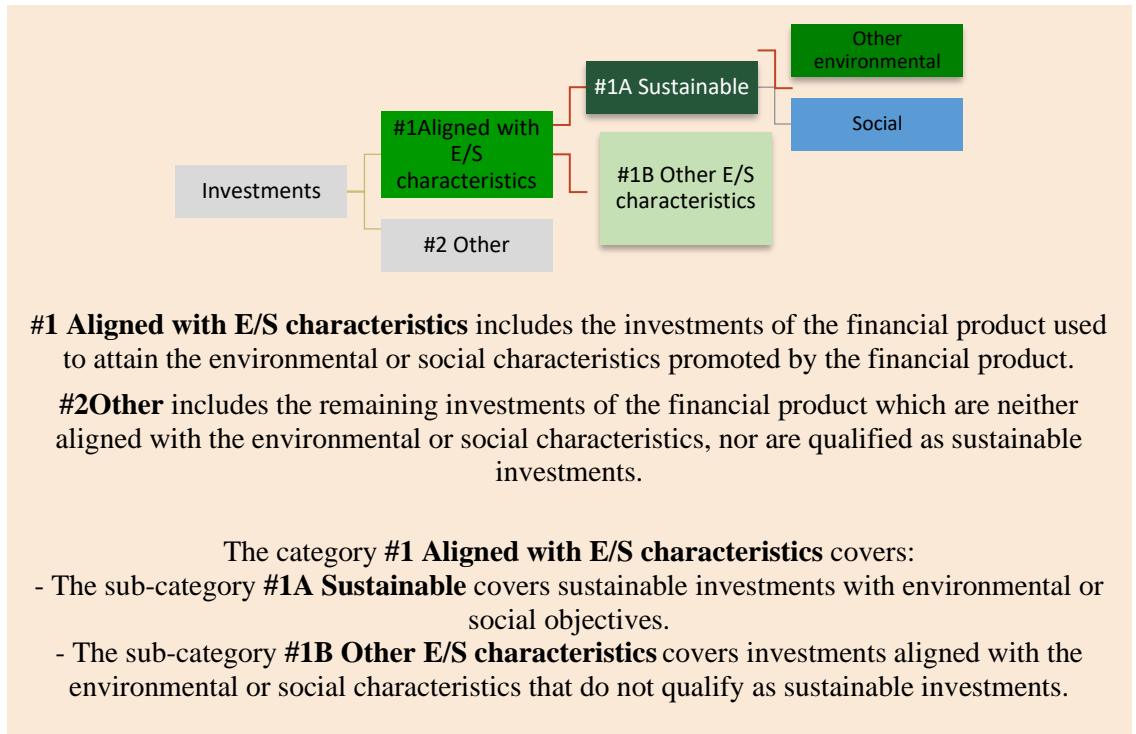 Other
environmental
#1A Sustainable
Social
#1Aligned with
E/S
characteristics
#1B Other E/S
characteristics
Investments
#2 Other
#1 Aligned with E/S characteristics includes the investments of the financial product used
to attain the environmental or social characteristics promoted by the financial product.
#2Other includes the remaining investments of the financial product which are neither
aligned with the environmental or social characteristics, nor are qualified as sustainable
investments.
The category #1 Aligned with E/S characteristics covers:
- The sub-category #1A Sustainable covers sustainable investments with environmental or
social objectives.
- The sub-category #1B Other E/S characteristics covers investments aligned with the
environmental or social characteristics that do not qualify as sustainable investments.